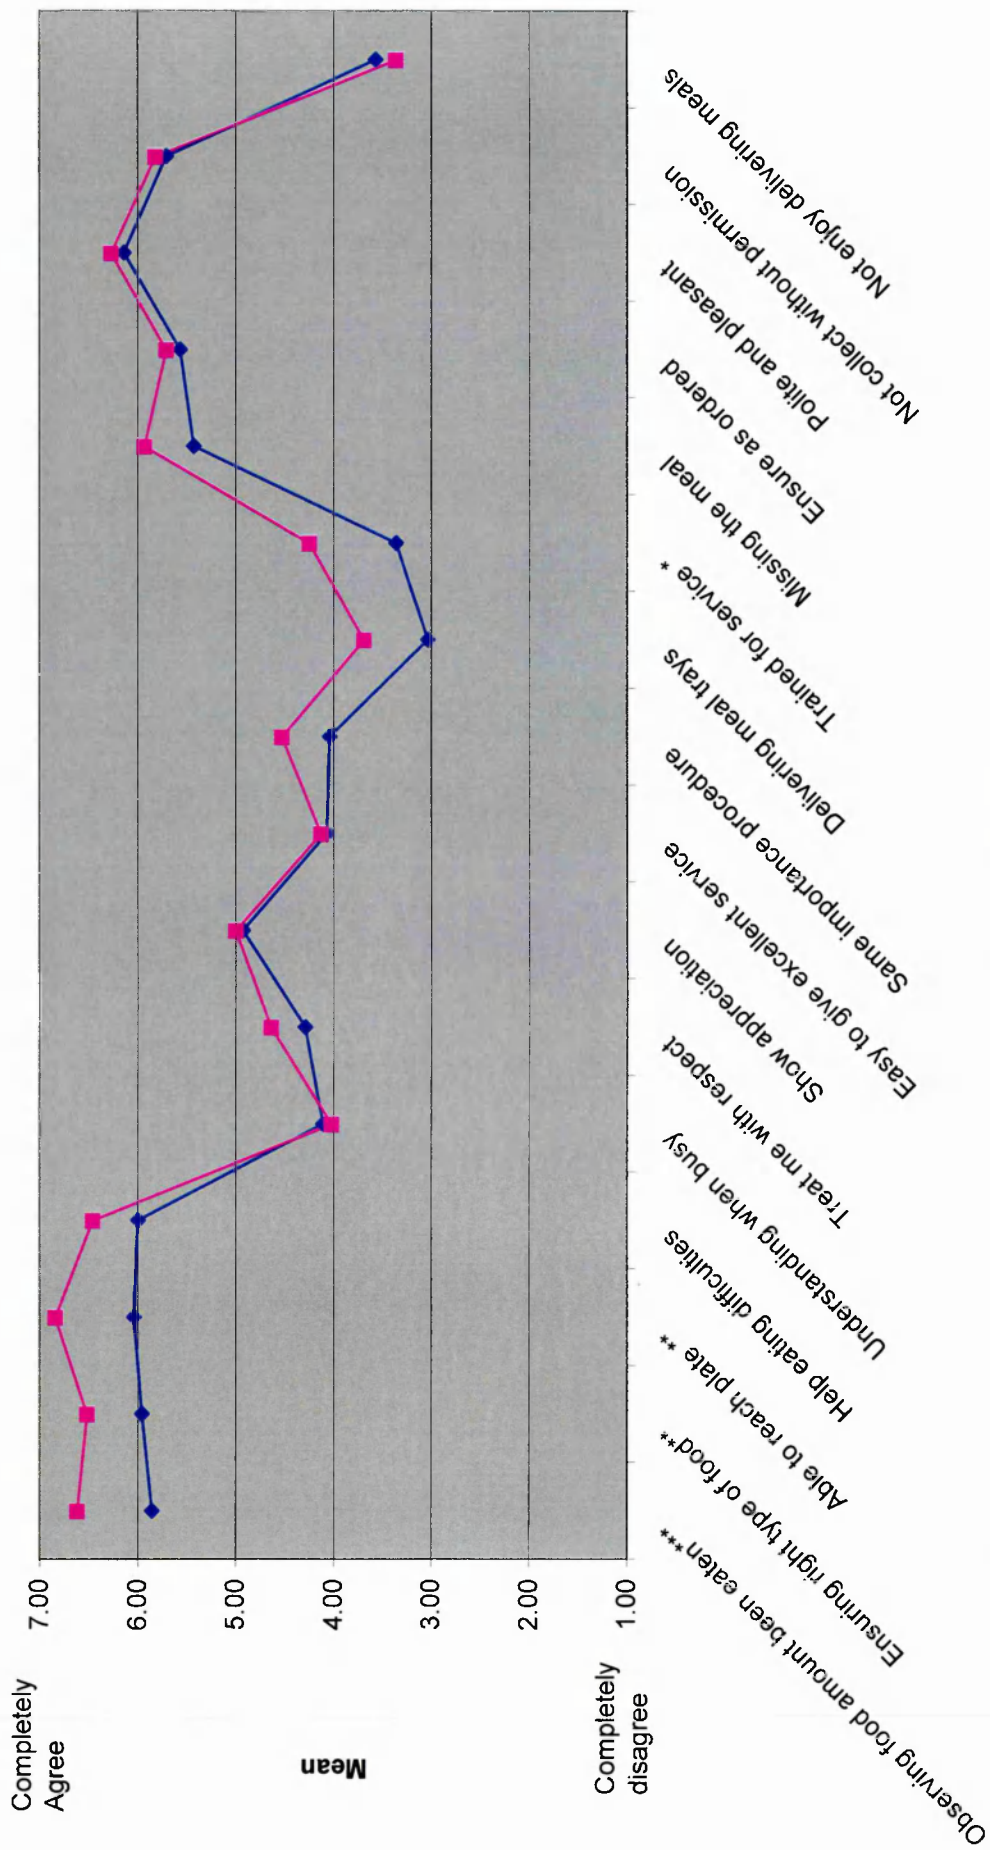 Completely
Agree
7.00
6.00
5.00
4.00
3.00
2.00
1.00
Mean
Completely
disagree
Observing food amount been eaten***
Ensuring right type of food**
Able to reach plate **
Help eating difficulties
Understanding when busy
Treat me with respect
Show appreciation
Easy to give excellent service
Same importance procedure
Delivering meal trays
Trained for service *
Missing the meal
Ensure as ordered
Polite and pleasant
Not collect without permission
Not enjoy delivering meals